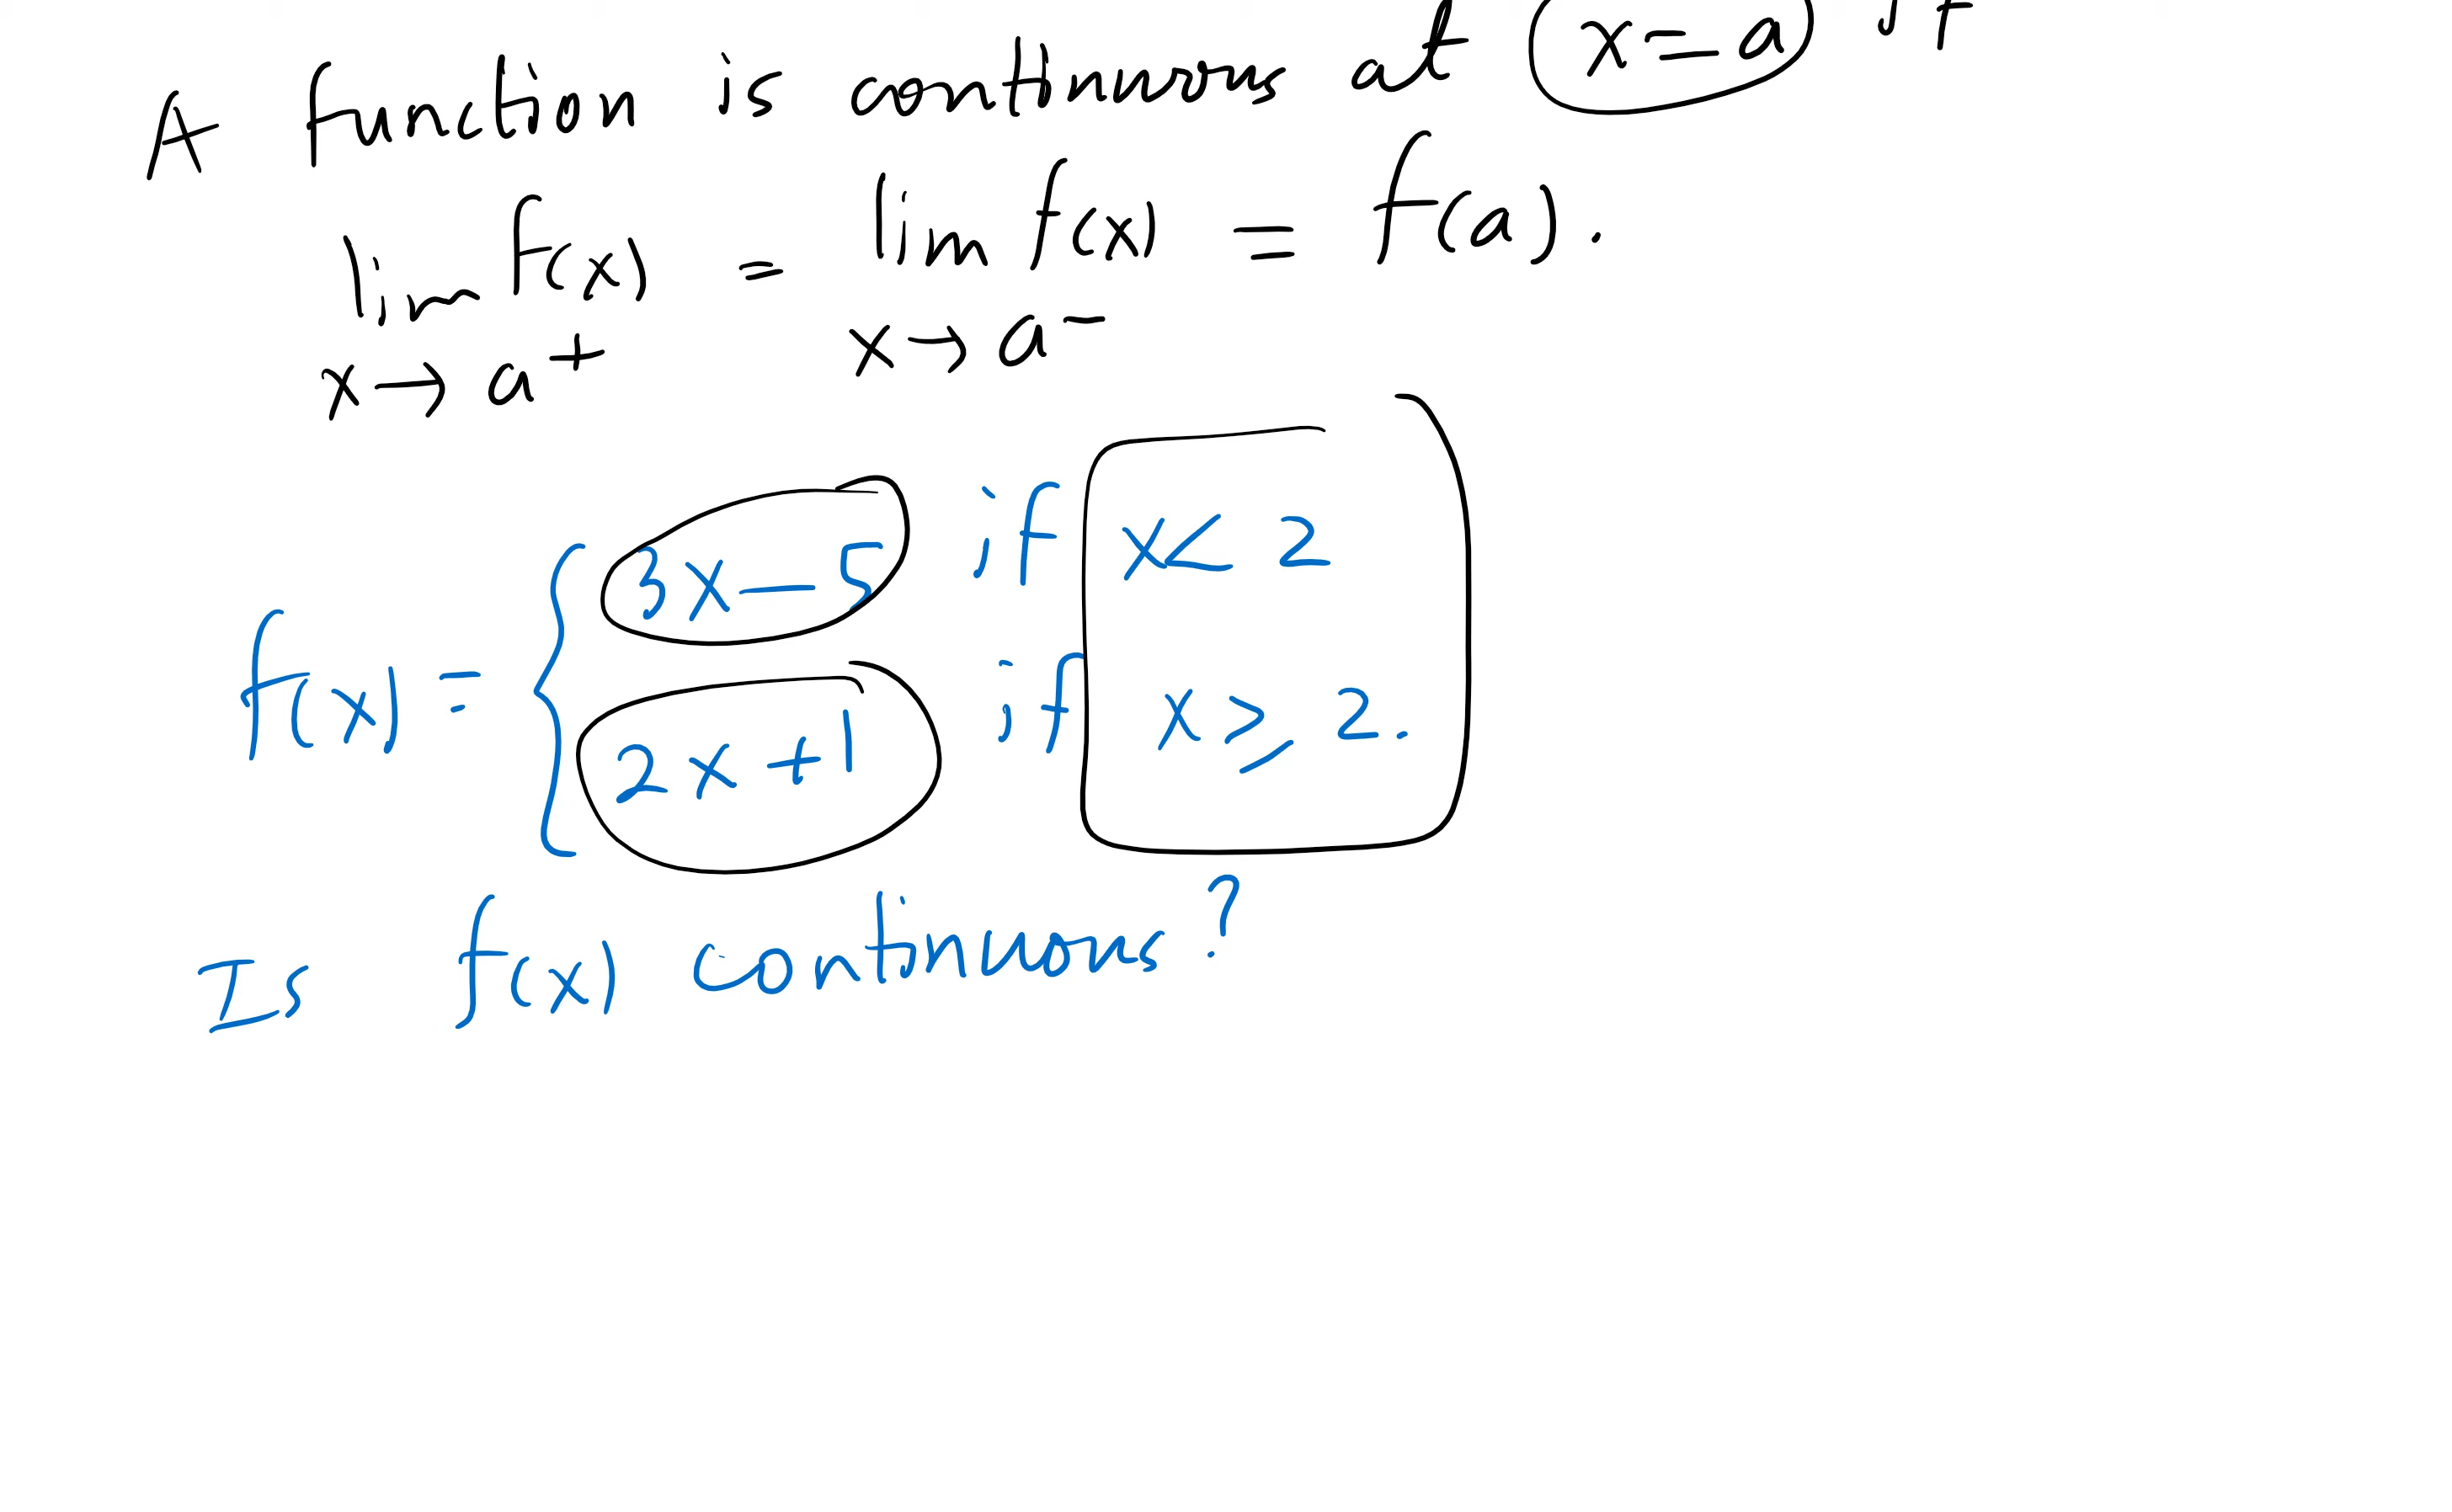 A function is continuous at x = a if
lim f(x) = lim f(x) = f(a).
x → a⁺ x → a⁻
3x − 5 if x < 2
f(x) = {
2x + 1 if x ⩾ 2.
Is f(x) continuous?